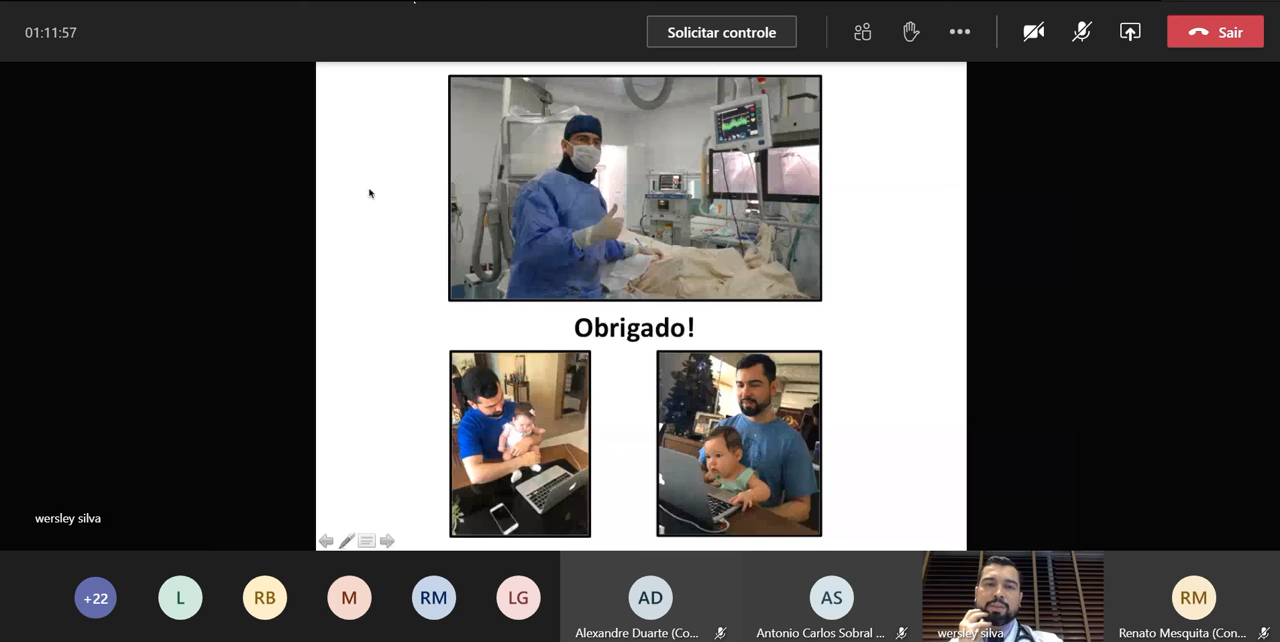 01:11:57
Solicitar controle
Sair
Obrigado!
wersley silva
+22
L
RB
M
RM
LG
AD
Alexandre Duarte (Co...
AS
Antonio Carlos Sobral ...
wersley silva
RM
Renato Mesquita (Con...